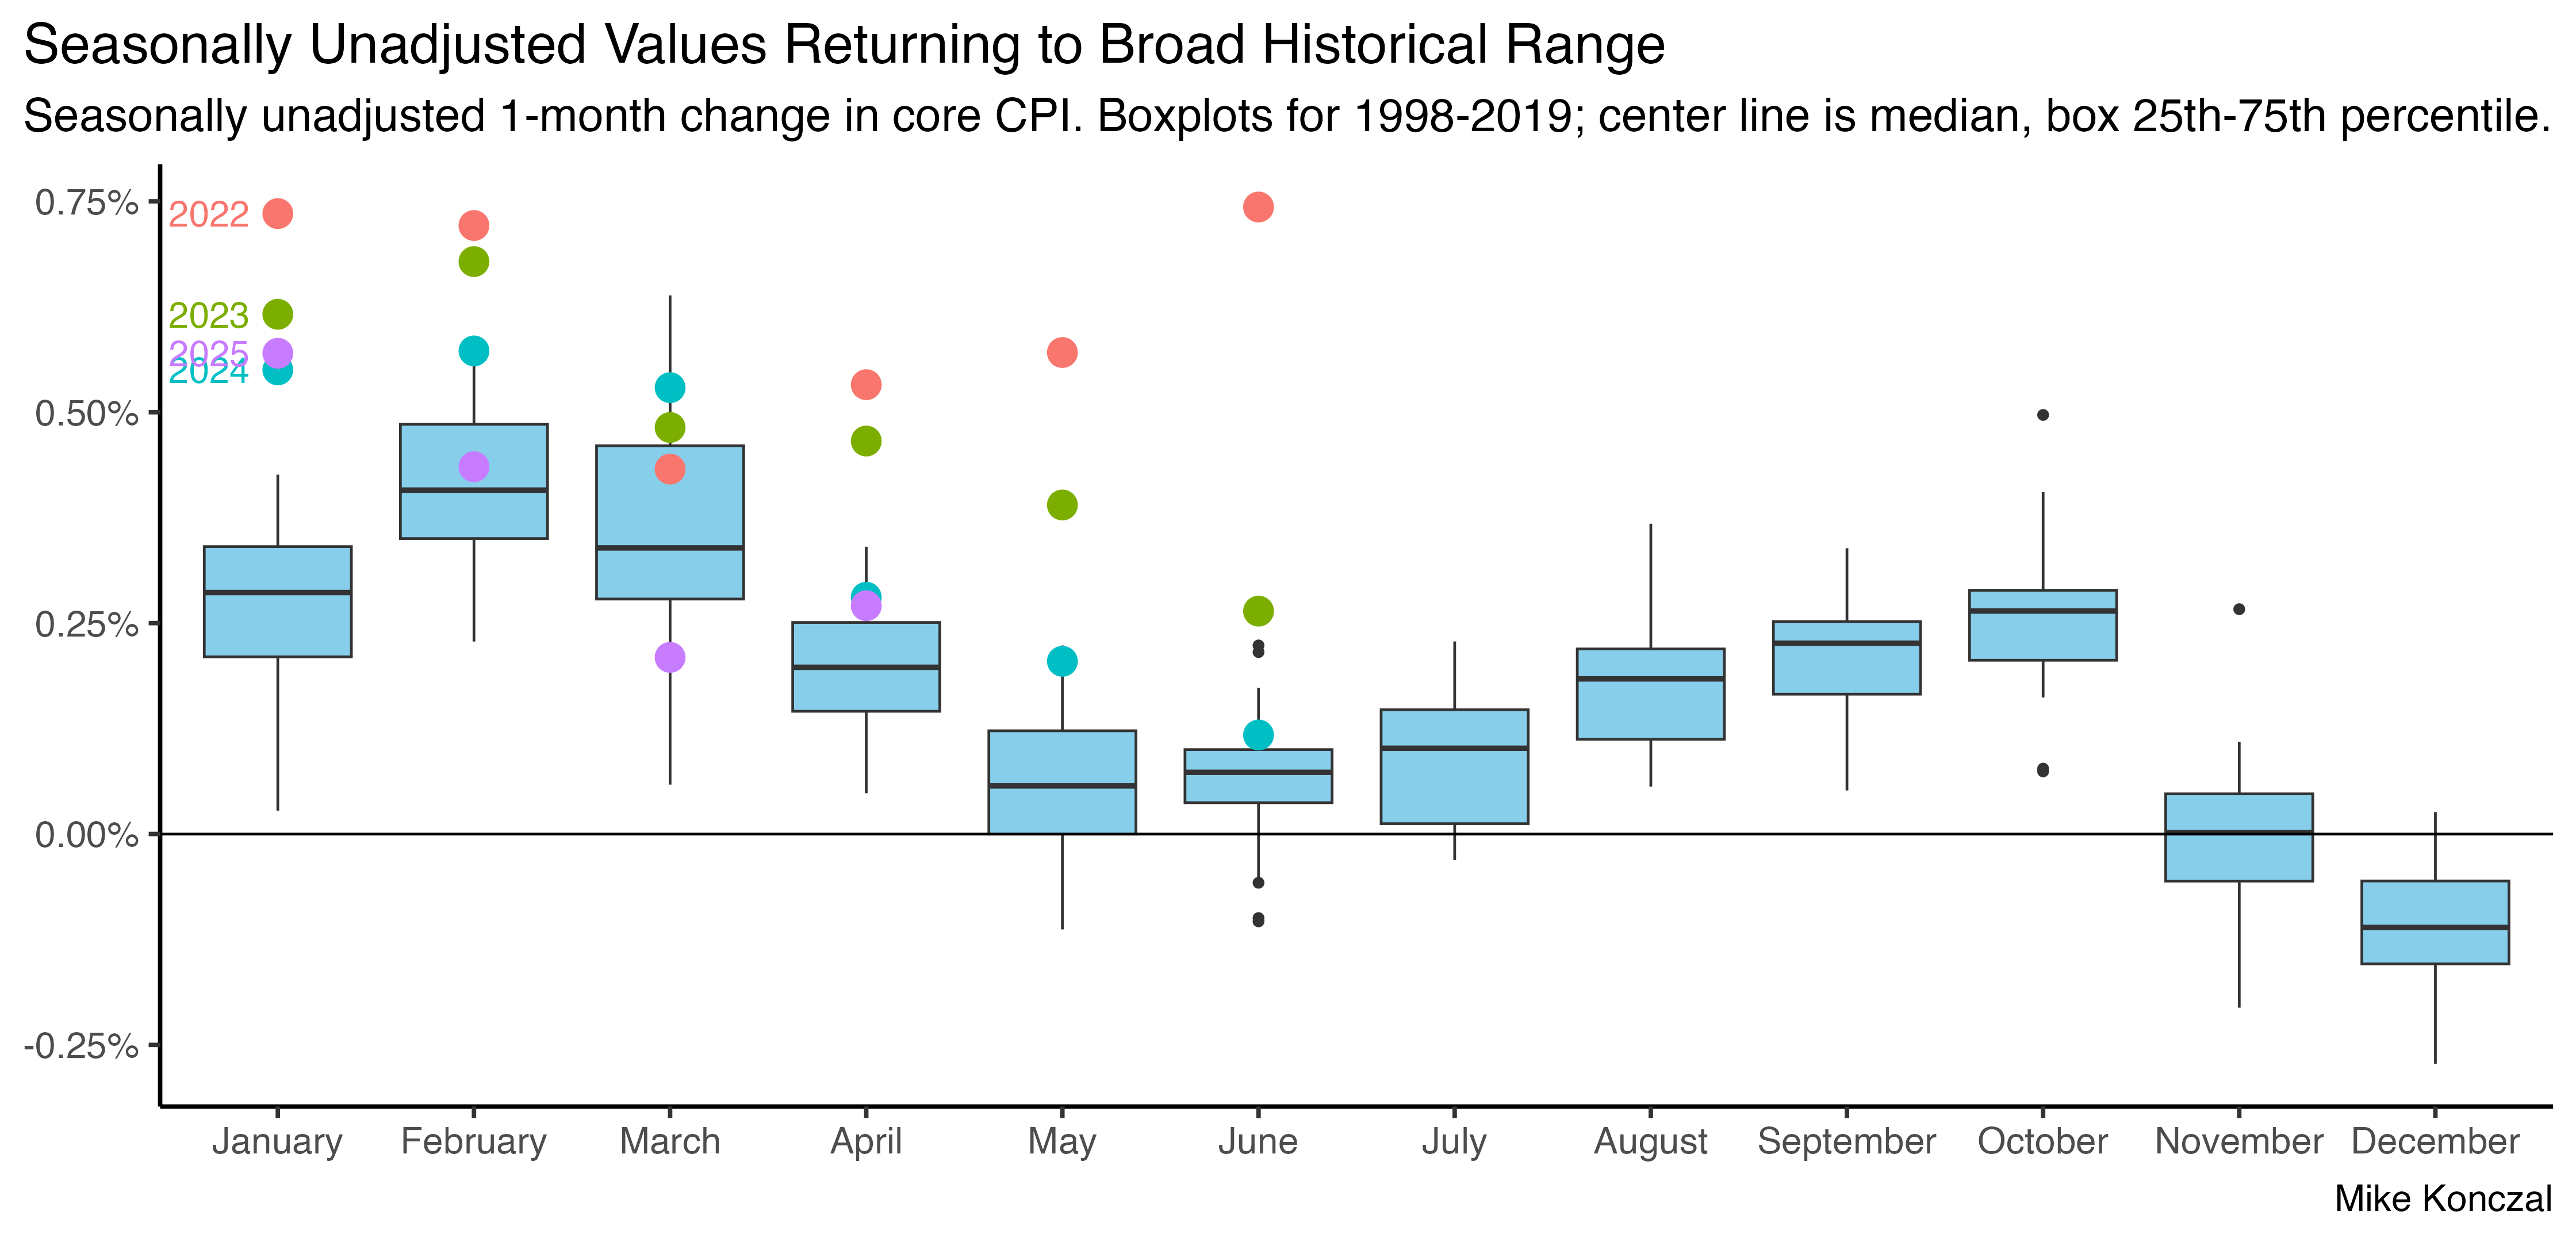 Seasonally Unadjusted Values Returning to Broad Historical Range
Seasonally unadjusted 1-month change in core CPI. Boxplots for 1998-2019; center line is median, box 25th-75th percentile.
0.75%
2022
2023
2025
2024
0.50%
0.25%
0.00%
-0.25%
January February March April May June July August September October November December
Mike Konczal